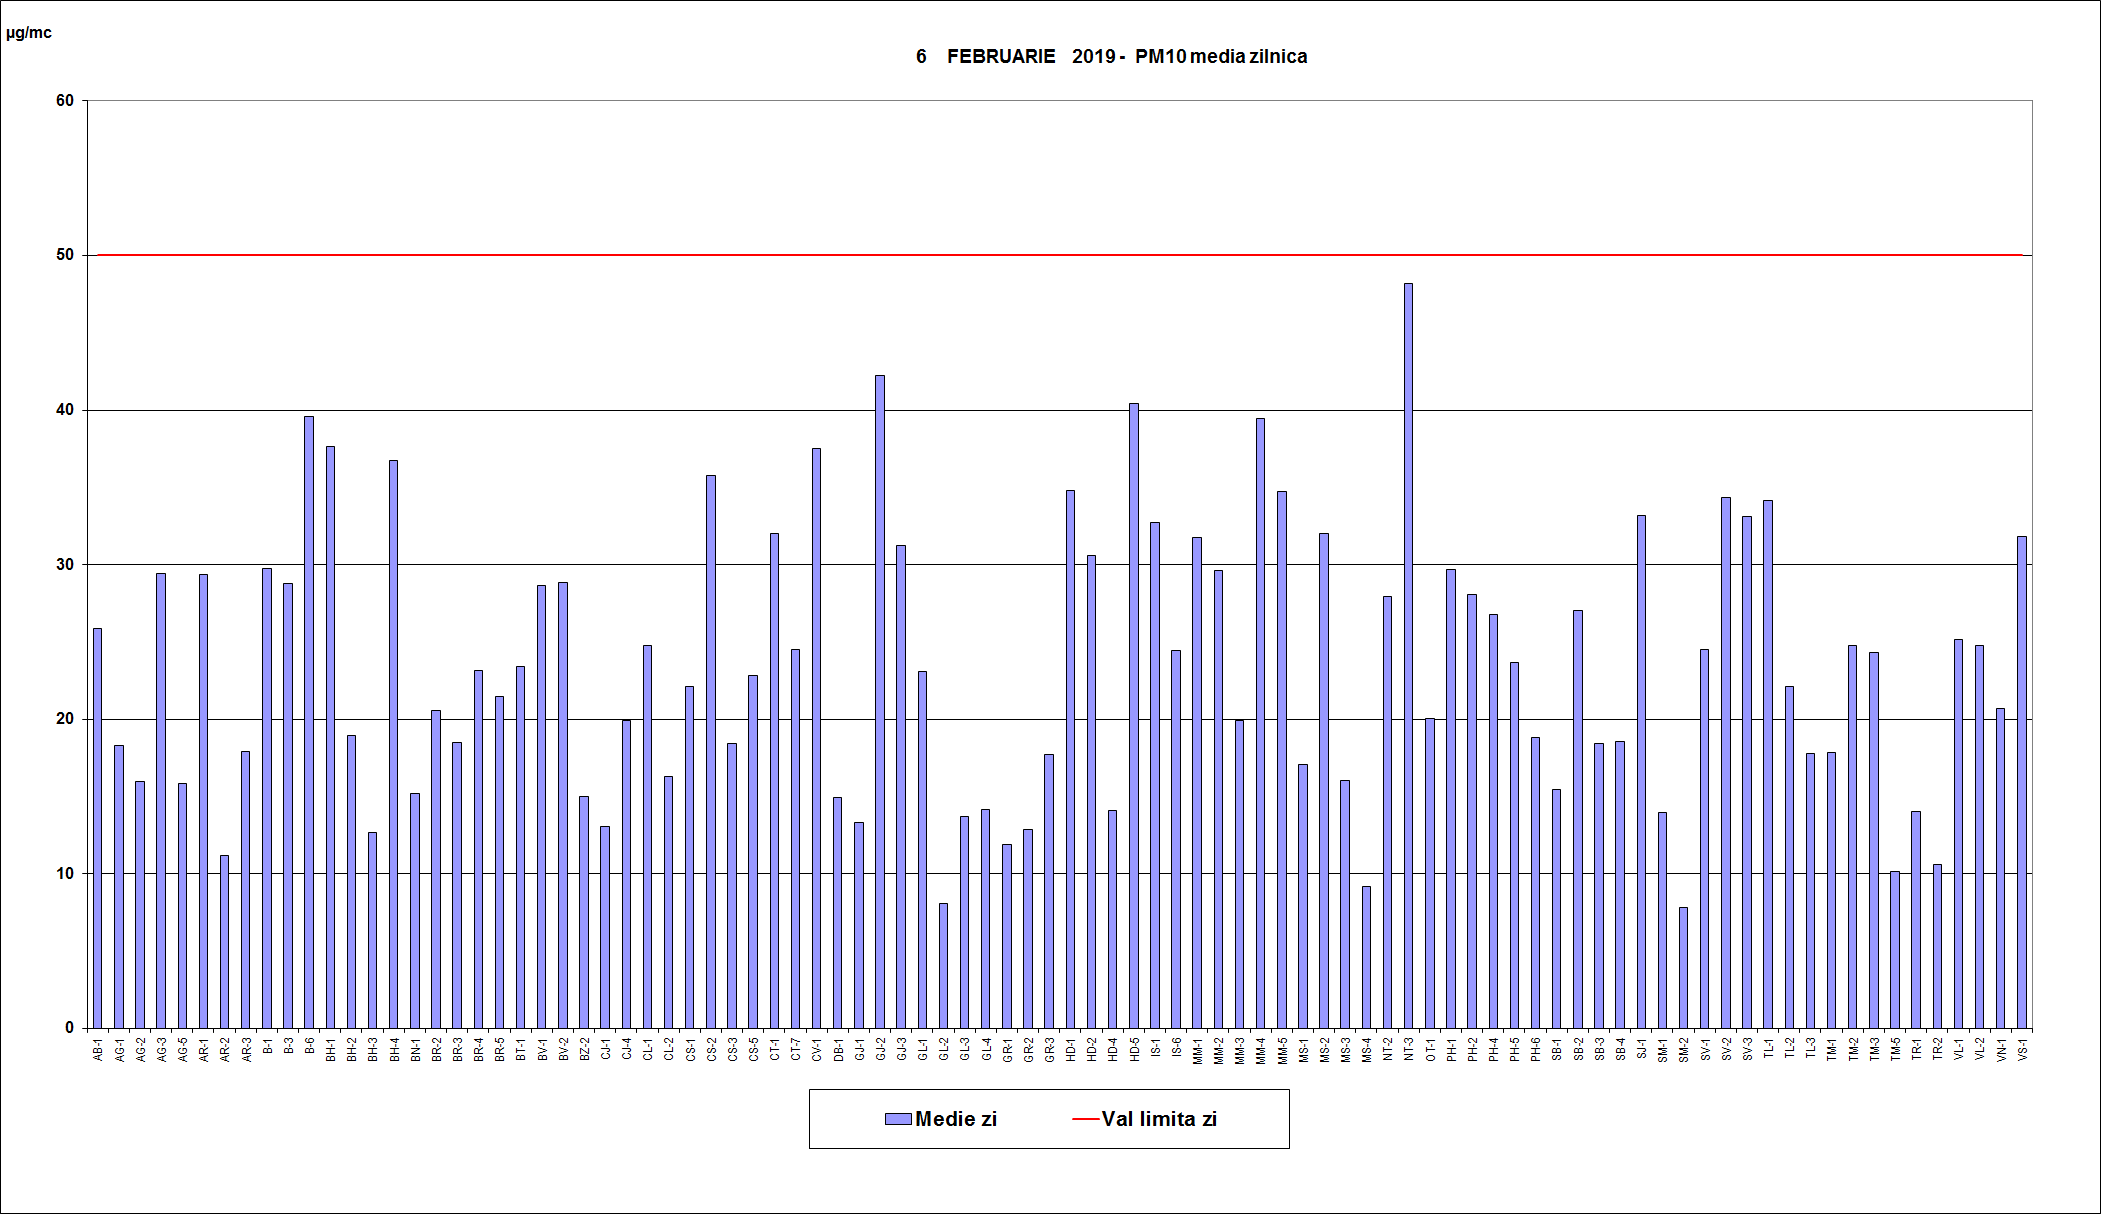 µg/mc
6 FEBRUARIE 2019 - PM10 media zilnica
60
50
40
30
20
10
0
AB-1 AG-1 AG-2 AG-3 AG-5 AR-1 AR-2 AR-3 B-1 B-3 B-6 BH-1 BH-2 BH-3 BH-4 BN-1 BR-2 BR-3 BR-4 BR-5 BT-1 BV-1 BV-2 BZ-2 CJ-1 CJ-4 CL-1 CL-2 CS-1 CS-2 CS-3 CS-5 CT-1 CT-7 CV-1 DB-1 GJ-1 GJ-2 GJ-3 GL-1 GL-2 GL-3 GL-4 GR-1 GR-2 GR-3 HD-1 HD-2 HD-4 HD-5 IS-1 IS-6 MM-1 MM-2 MM-3 MM-4 MM-5 MS-1 MS-2 MS-3 MS-4 NT-2 NT-3 OT-1 PH-1 PH-2 PH-4 PH-5 PH-6 SB-1 SB-2 SB-3 SB-4 SJ-1 SM-1 SM-2 SV-1 SV-2 SV-3 TL-1 TL-2 TL-3 TM-1 TM-2 TM-3 TM-5 TR-1 TR-2 VL-1 VL-2 VN-1 VS-1
Medie zi Val limita zi